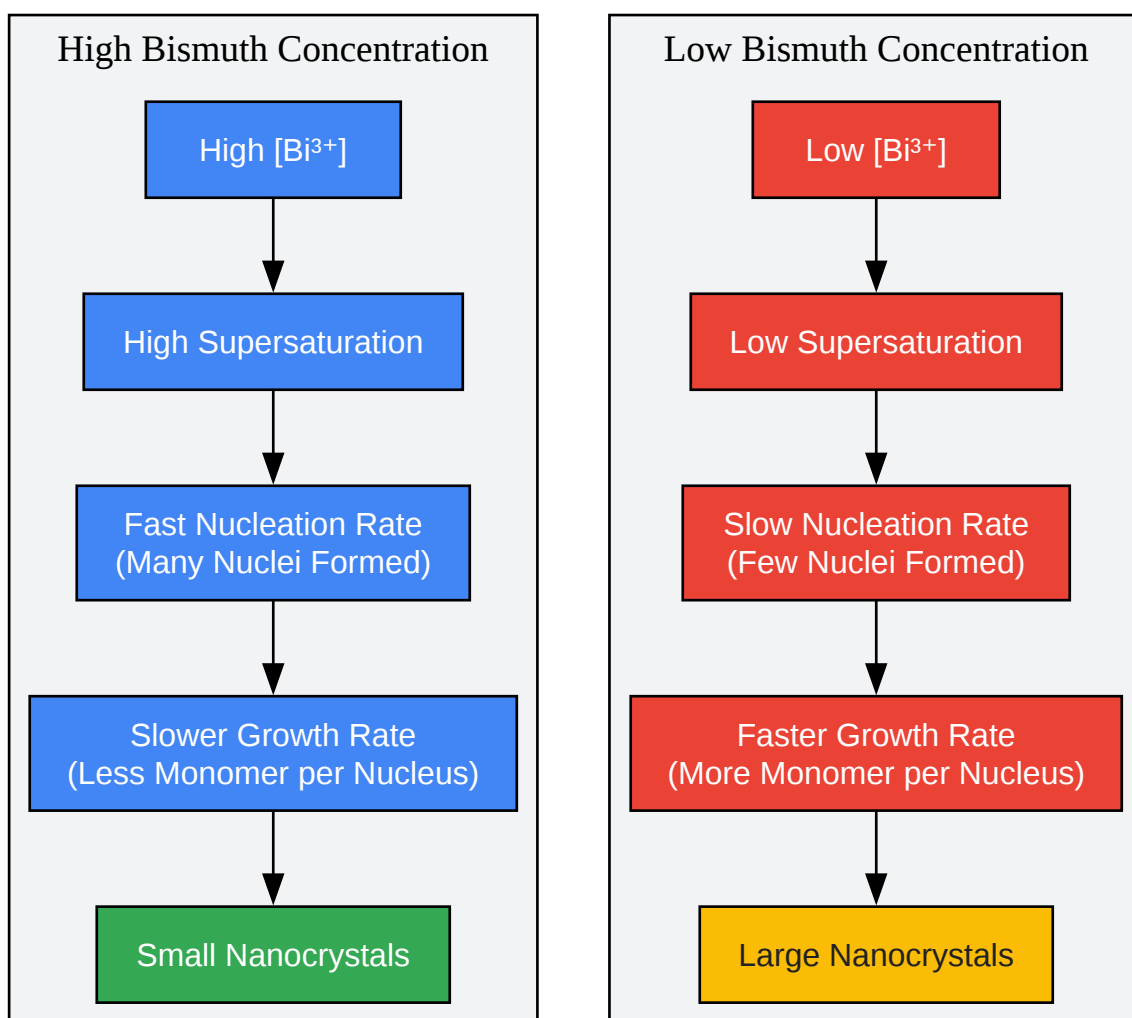 High Bismuth Concentration
High [Bi³⁺]
High Supersaturation
Fast Nucleation Rate
(Many Nuclei Formed)
Slower Growth Rate
(Less Monomer per Nucleus)
Small Nanocrystals
Low Bismuth Concentration
Low [Bi³⁺]
Low Supersaturation
Slow Nucleation Rate
(Few Nuclei Formed)
Faster Growth Rate
(More Monomer per Nucleus)
Large Nanocrystals